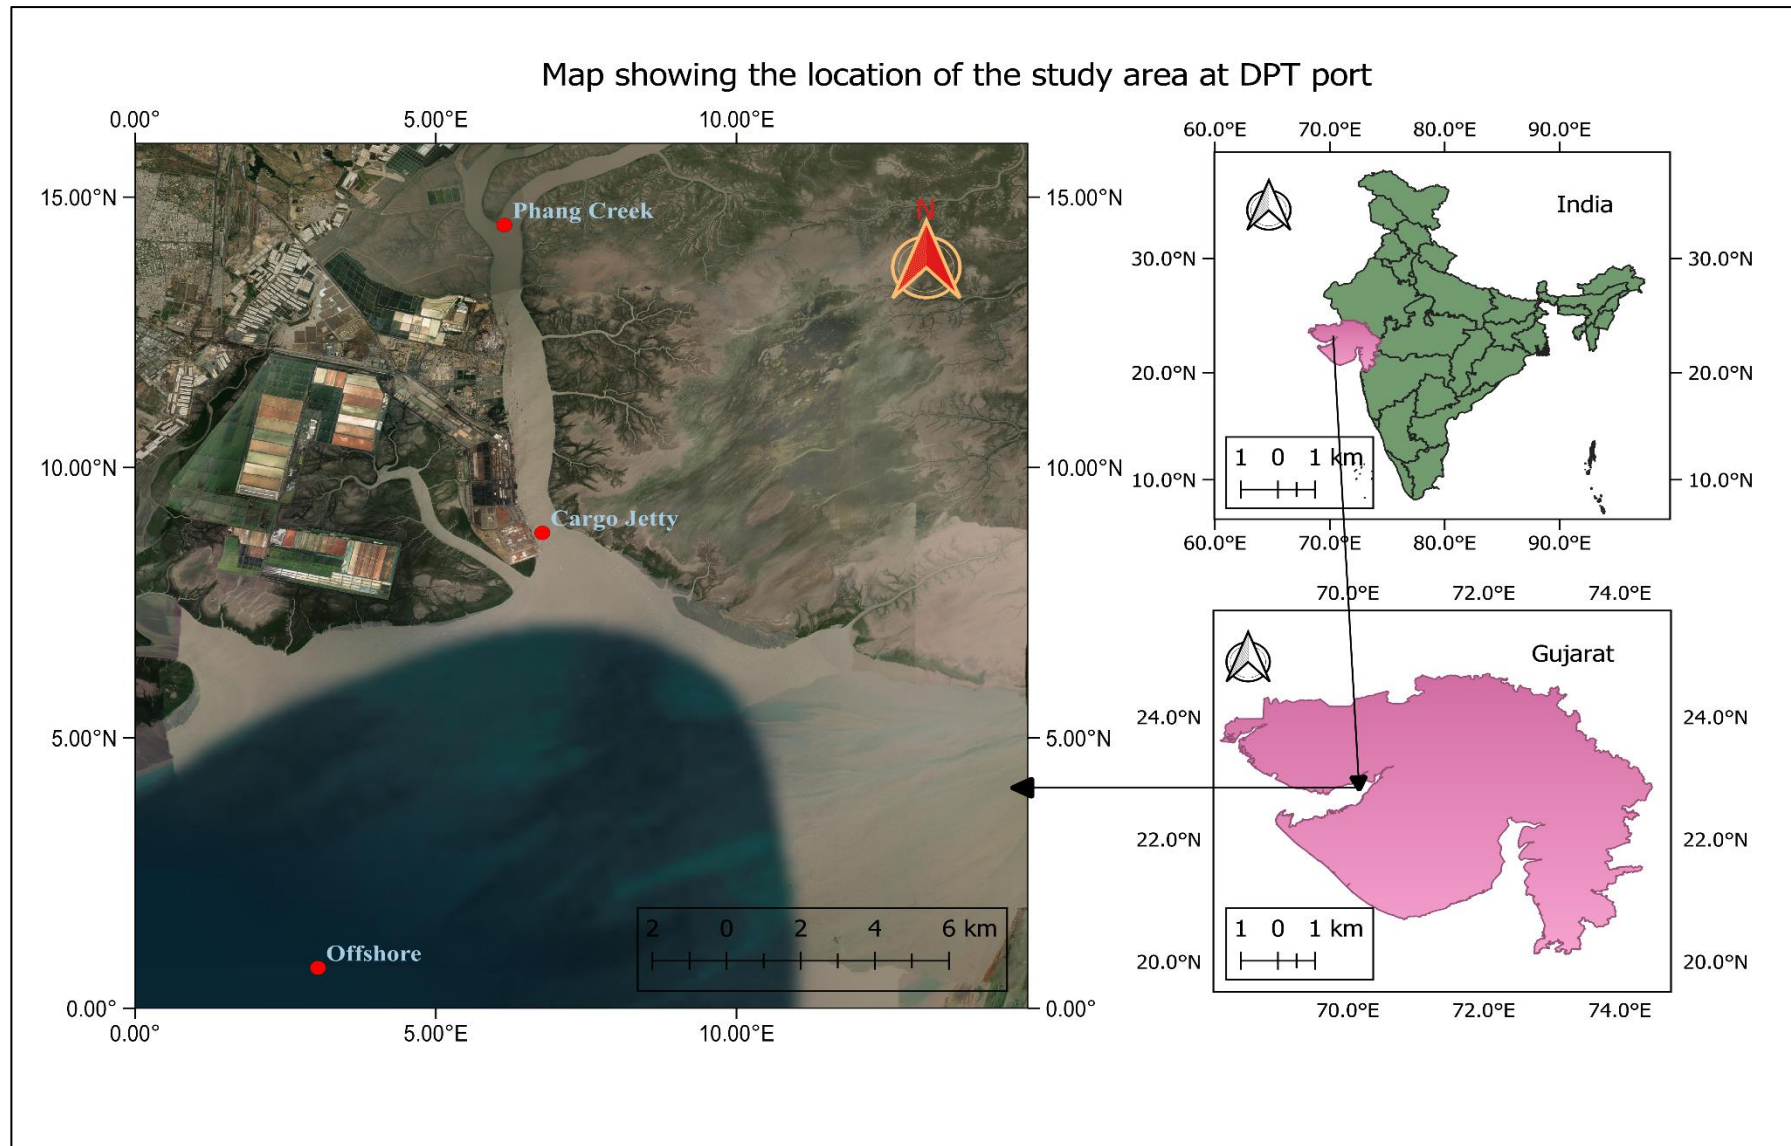 Map showing the location of the study area at DPT port
0.00° 5.00°E 10.00°E
15.00°N 15.00°N
10.00°N 10.00°N
5.00°N 5.00°N
0.00° 0.00°
0.00° 5.00°E 10.00°E
Phang Creek
N
Cargo Jetty
Offshore
2 0 2 4 6 km
60.0°E 70.0°E 80.0°E 90.0°E
India
30.0°N 30.0°N
20.0°N 20.0°N
10.0°N 10.0°N
1 0 1 km
60.0°E 70.0°E 80.0°E 90.0°E
70.0°E 72.0°E 74.0°E
Gujarat
24.0°N 24.0°N
22.0°N 22.0°N
20.0°N 20.0°N
1 0 1 km
70.0°E 72.0°E 74.0°E